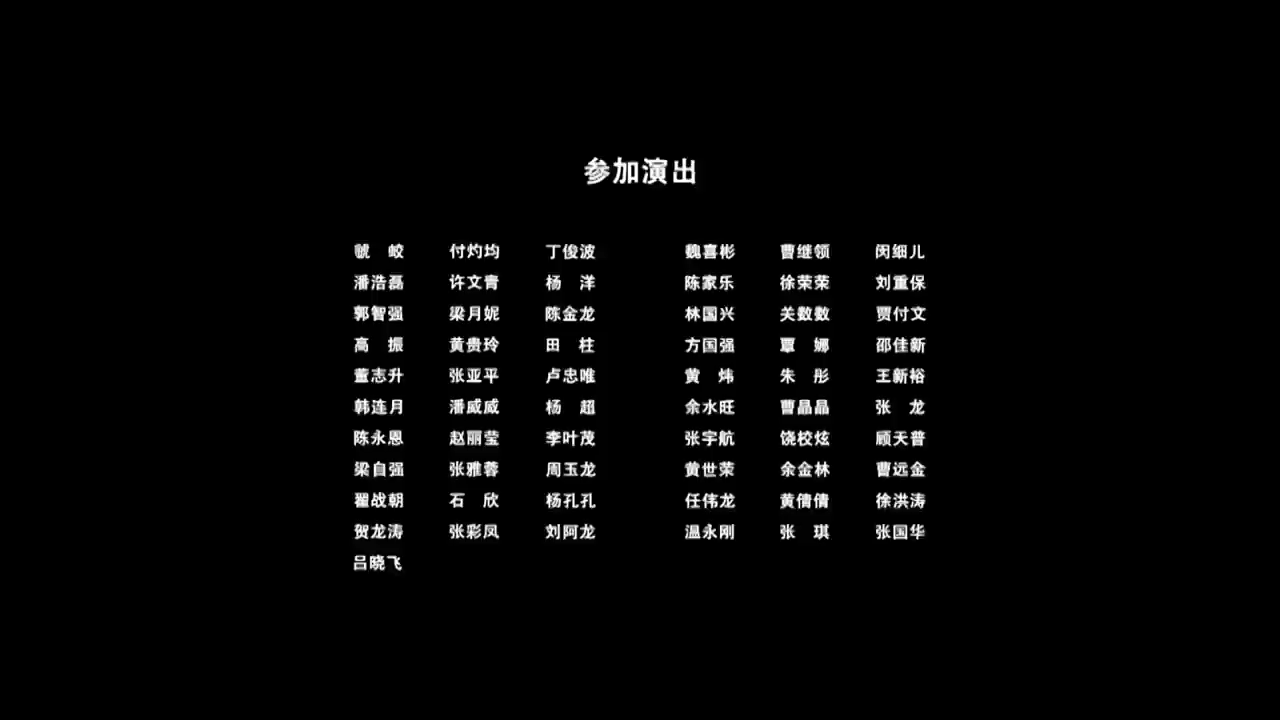 参加演出
虢 皎 付灼均 丁俊波 魏喜彬 曹继领 闵细儿
潘浩磊 许文青 杨 洋 陈家乐 徐荣荣 刘重保
郭智强 梁月妮 陈金龙 林国兴 关数数 贾付文
高 振 黄贵玲 田 柱 方国强 覃 娜 邵佳新
董志升 张亚平 卢忠唯 黄 炜 朱 彤 王新裕
韩连月 潘威威 杨 超 余水旺 曹晶晶 张 龙
陈永恩 赵丽莹 李叶茂 张宇航 饶校炫 顾天普
梁自强 张雅蓉 周玉龙 黄世荣 余金林 曹远金
翟战朝 石 欣 杨孔孔 任伟龙 黄倩倩 徐洪涛
贺龙涛 张彩凤 刘阿龙 温永刚 张 琪 张国华
吕晓飞